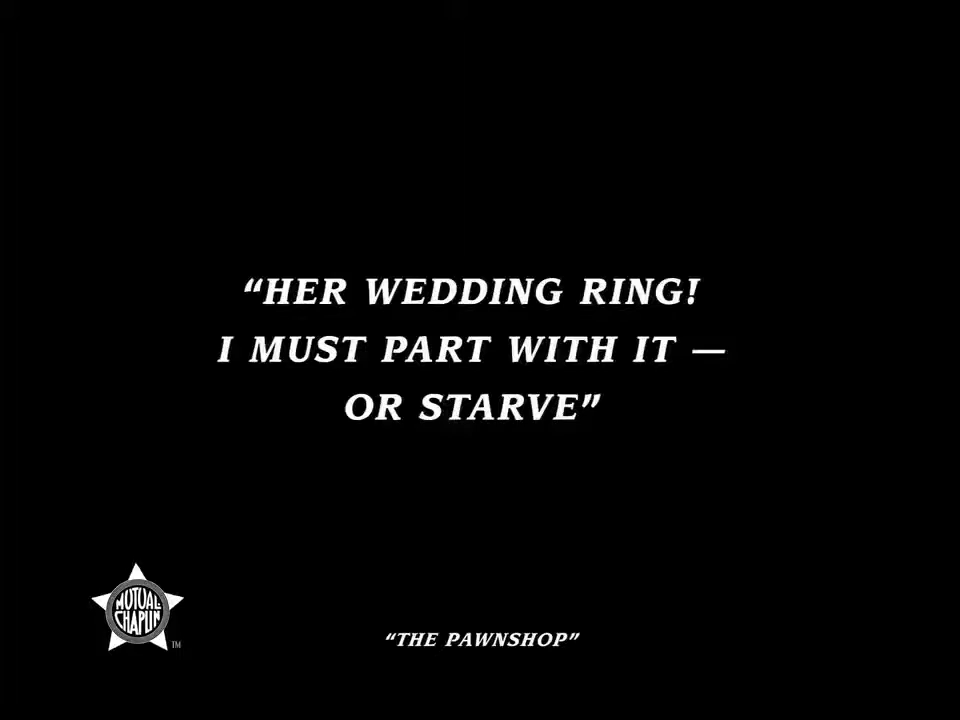 “HER WEDDING RING!
I MUST PART WITH IT —
OR STARVE”
MUTUAL-
CHAPLIN
TM
“THE PAWNSHOP”